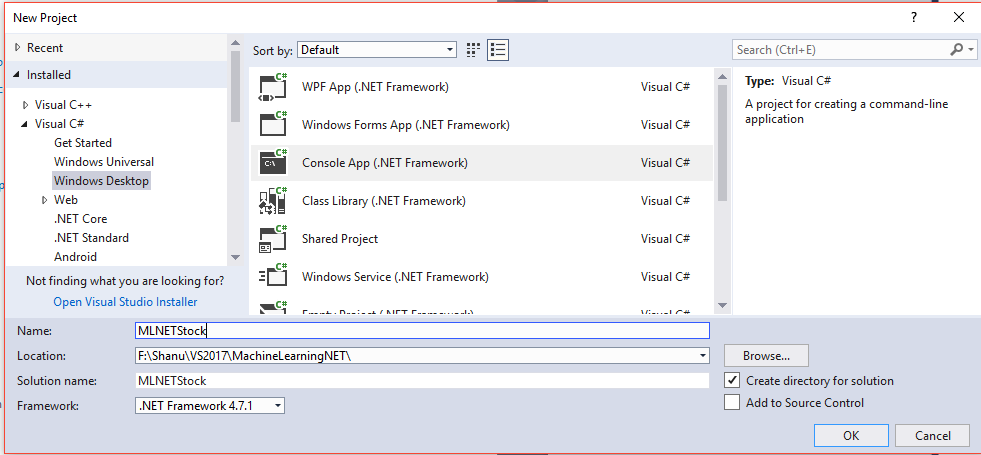 New Project
?
Recent
Installed
Visual C++
Visual C#
Get Started
Windows Universal
Windows Desktop
Web
.NET Core
.NET Standard
Android
Not finding what you are looking for?
Open Visual Studio Installer
Sort by: Default
C# WPF App (.NET Framework) Visual C#
C# Windows Forms App (.NET Framework) Visual C#
C# C:\ Console App (.NET Framework) Visual C#
C# Class Library (.NET Framework) Visual C#
C# Shared Project Visual C#
C# Windows Service (.NET Framework) Visual C#
C# Empty Project (.NET Framework) Visual C#
Search (Ctrl+E)
Type: Visual C#
A project for creating a command-line
application
Name: MLNETStock
Location: F:\Shanu\VS2017\MachineLearningNET\
Browse...
Solution name: MLNETStock
Create directory for solution
Framework: .NET Framework 4.7.1
Add to Source Control
OK
Cancel